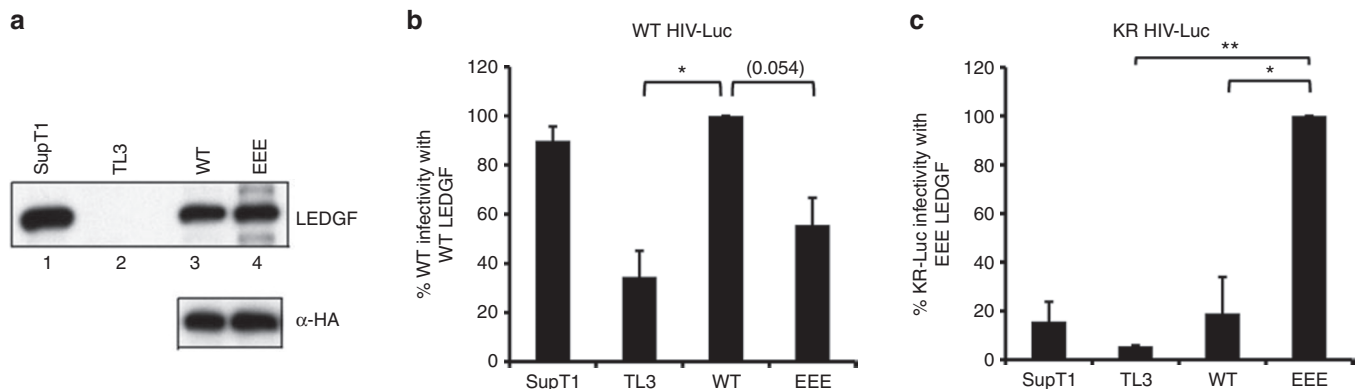 a
SupT1
TL3
WT
EEE
LEDGF
1 2 3 4
α-HA
b
WT HIV-Luc
% WT infectivity with
WT LEDGF
120
100
80
60
40
20
0
*
(0.054)
SupT1 TL3 WT EEE
c
KR HIV-Luc
% KR-Luc infectivity with
EEE LEDGF
120
100
80
60
40
20
0
**
*
SupT1 TL3 WT EEE